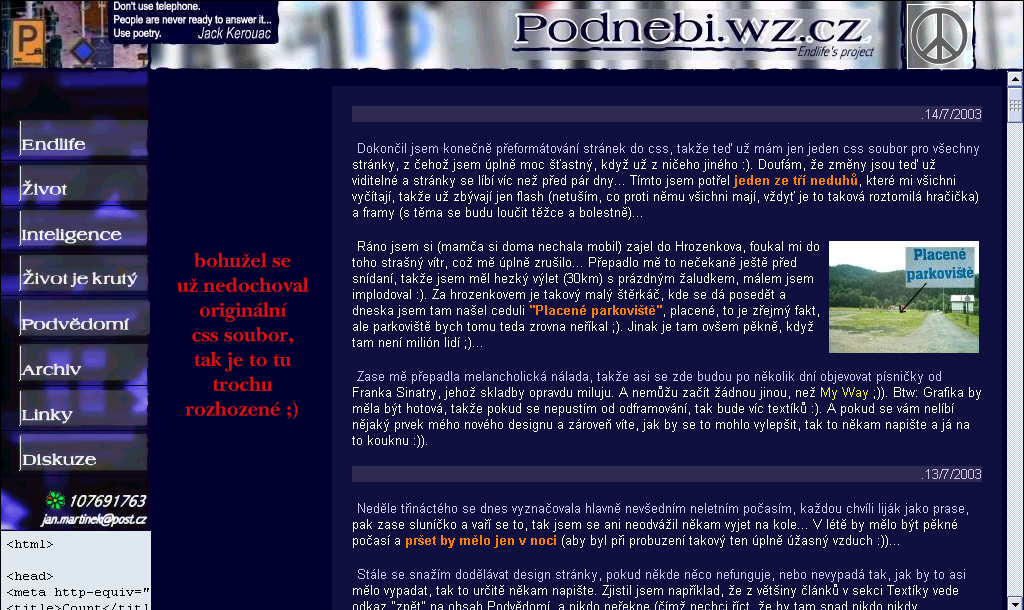 Don't use telephone.
People are never ready to answer it...
Use poetry.
Jack Kerouac
P
Podnebi.wz.cz
Endlife's project
Endlife
Život
Inteligence
Život je krutý
Podvědomí
Archiv
Linky
Diskuze
107691763
jan.martinek@post.cz
<html>
<head>
<meta http-equiv="
<title>Count</titl
bohužel se
už nedochoval
originální
css soubor,
tak je to tu
trochu
rozhozené ;)
.14/7/2003
Dokončil jsem konečně přeformátování stránek do css, takže teď už mám jen jeden css soubor pro všechny
stránky, z čehož jsem úplně moc šťastný, když už z ničeho jiného :). Doufám, že změny jsou teď už
viditelné a stránky se líbí víc než před pár dny... Tímto jsem potřel jeden ze tří neduhů, které mi všichni
vyčítají, takže už zbývají jen flash (netuším, co proti němu všichni mají, vždyť je to taková roztomilá hračička)
a framy (s těma se budu loučit těžce a bolestně)...
Ráno jsem si (mamča si doma nechala mobil) zajel do Hrozenkova, foukal mi do
toho strašný vítr, což mě úplně zrušilo... Přepadlo mě to nečekaně ještě před
snídaní, takže jsem měl hezký výlet (30km) s prázdným žaludkem, málem jsem
implodoval :). Za hrozenkovem je takový malý štěrkáč, kde se dá posedět a
dneska jsem tam našel ceduli "Placené parkoviště", placené, to je zřejmý fakt,
ale parkoviště bych tomu teda zrovna neříkal ;). Jinak je tam ovšem pěkně, když
tam není milión lidí ;)...
Placené
parkoviště
Zase mě přepadla melancholická nálada, takže asi se zde budou po několik dní objevovat písničky od
Franka Sinatry, jehož skladby opravdu miluju. A nemůžu začít žádnou jinou, než My Way ;)). Btw: Grafika by
měla být hotová, takže pokud se nepustím od odframování, tak bude víc textíků :). A pokud se vám nelíbí
nějaký prvek mého nového designu a zároveň víte, jak by se to mohlo vylepšit, tak to někam napište a já na
to kouknu :)).
.13/7/2003
Neděle třináctého se dnes vyznačovala hlavně nevšedním neletním počasím, každou chvíli liják jako prase,
pak zase sluníčko a vaří se to, tak jsem se ani neodvážil někam vyjet na kole... V létě by mělo být pěkné
počasí a pršet by mělo jen v noci (aby byl při probuzení takový ten úplně úžasný vzduch :))...
Stále se snažím dodělávat design stránky, pokud někde něco nefunguje, nebo nevypadá tak, jak by to asi
mělo vypadat, tak to určitě někam napište. Zjistil jsem například, že z většiny článků v sekci Textíky vede
odkaz "zpět" na obsah Podvědomí, a nikdo neřekne (čímž nechci říct, že by tam snad nikdo nikdy